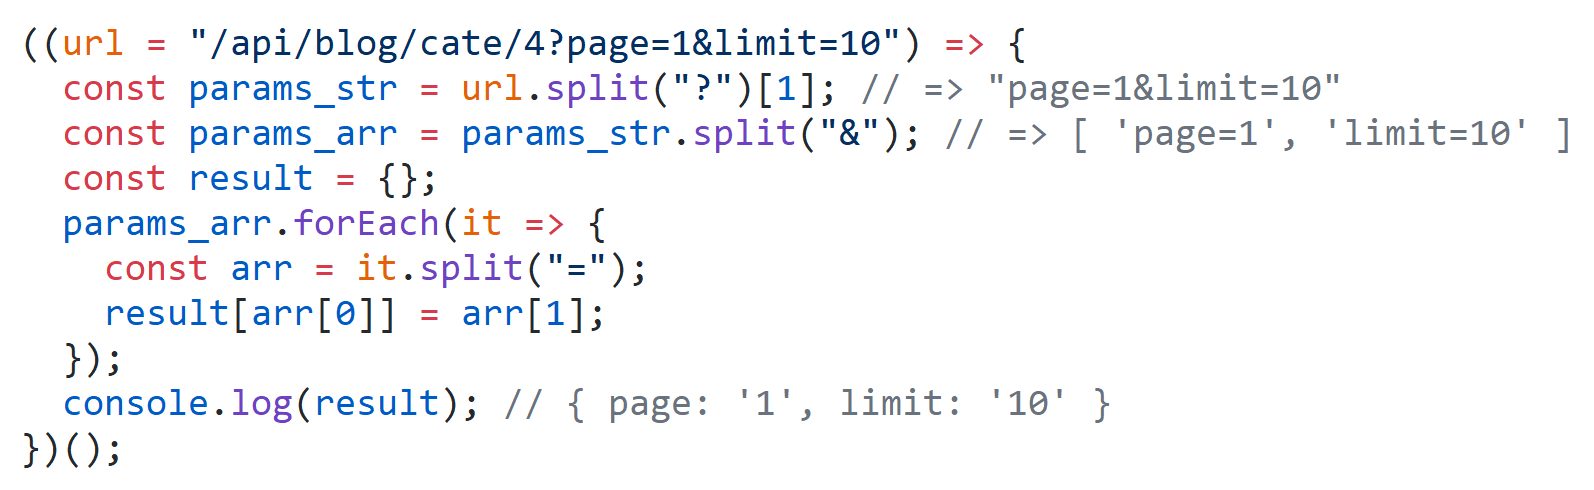 ((url = "/api/blog/cate/4?page=1&limit=10") => {
  const params_str = url.split("?")[1]; // => "page=1&limit=10"
  const params_arr = params_str.split("&"); // => [ 'page=1', 'limit=10' ]
  const result = {};
  params_arr.forEach(it => {
    const arr = it.split("=");
    result[arr[0]] = arr[1];
  });
  console.log(result); // { page: '1', limit: '10' }
})();